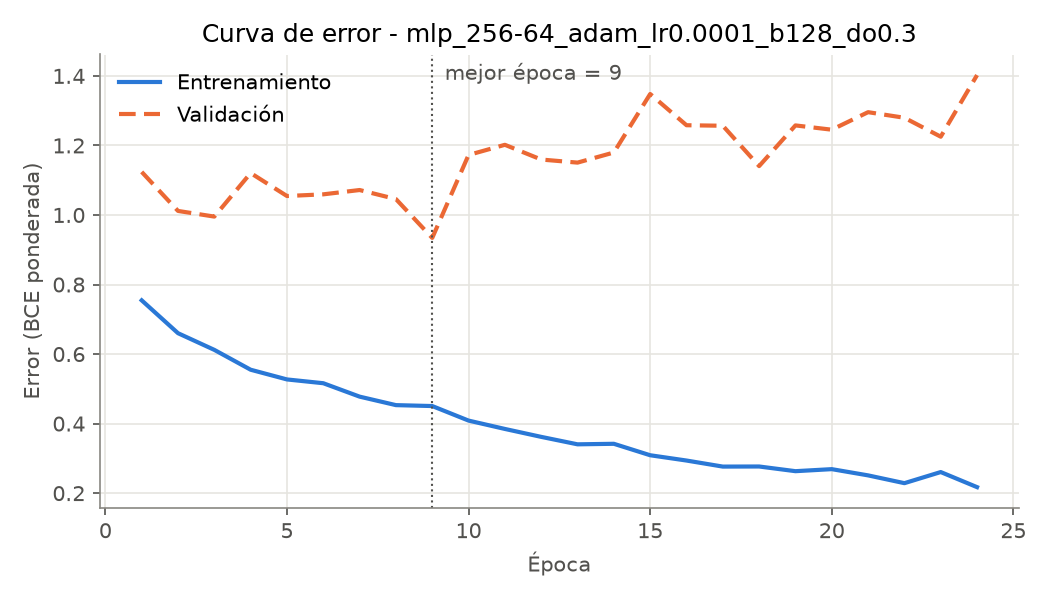 Curva de error - mlp_256-64_adam_lr0.0001_b128_do0.3
Entrenamiento
Validación
mejor época = 9
Error (BCE ponderada)
1.4
1.2
1.0
0.8
0.6
0.4
0.2
0
5
10
15
20
25
Época